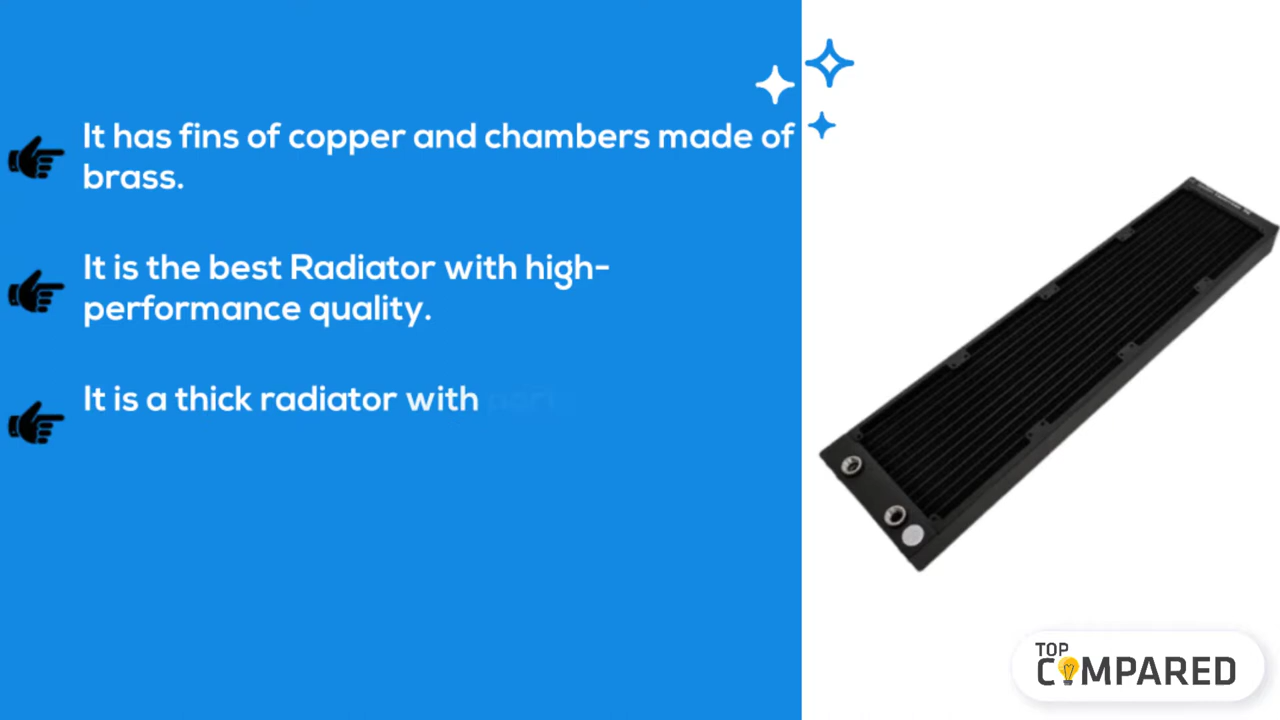 It has fins of copper and chambers made of
brass.
It is the best Radiator with high-
performance quality.
It is a thick radiator with
TOP
COMPARED